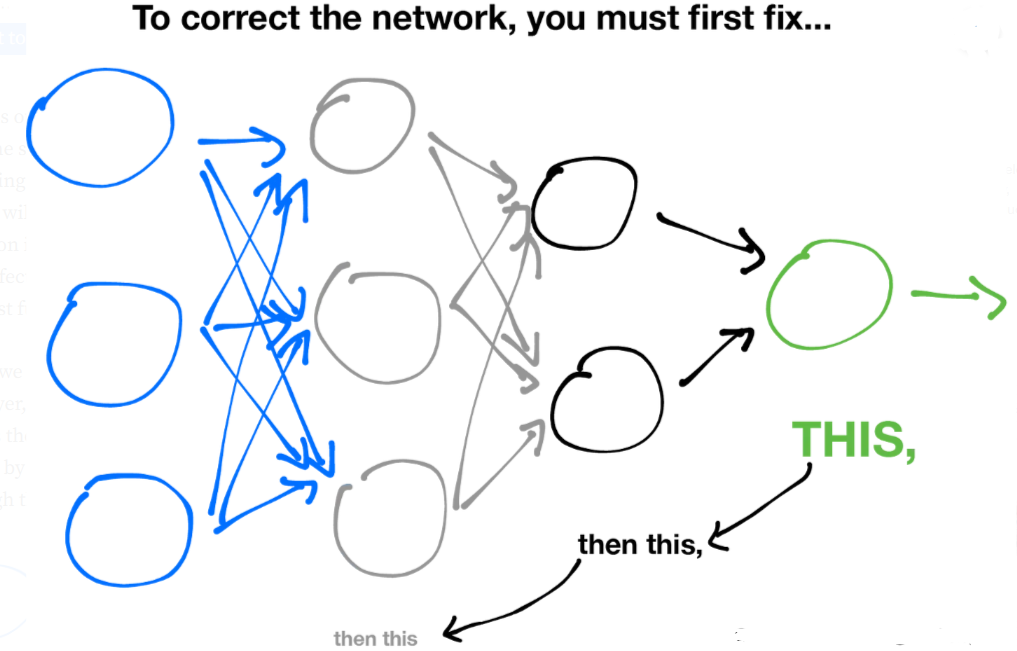 To correct the network, you must first fix...
THIS,
then this,
then this